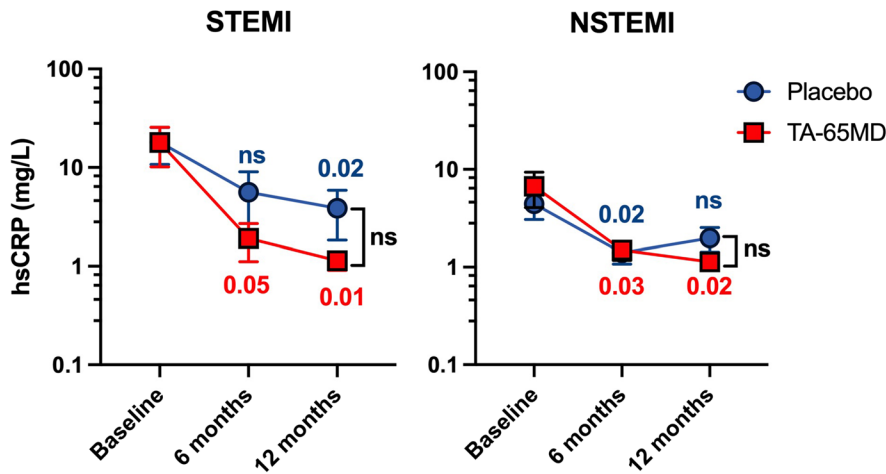 STEMI
NSTEMI
100
10
1
0.1
hsCRP (mg/L)
ns
0.02
ns
0.05
0.01
Baseline
6 months
12 months
100
10
1
0.1
0.02
ns
ns
0.03
0.02
Baseline
6 months
12 months
Placebo
TA-65MD